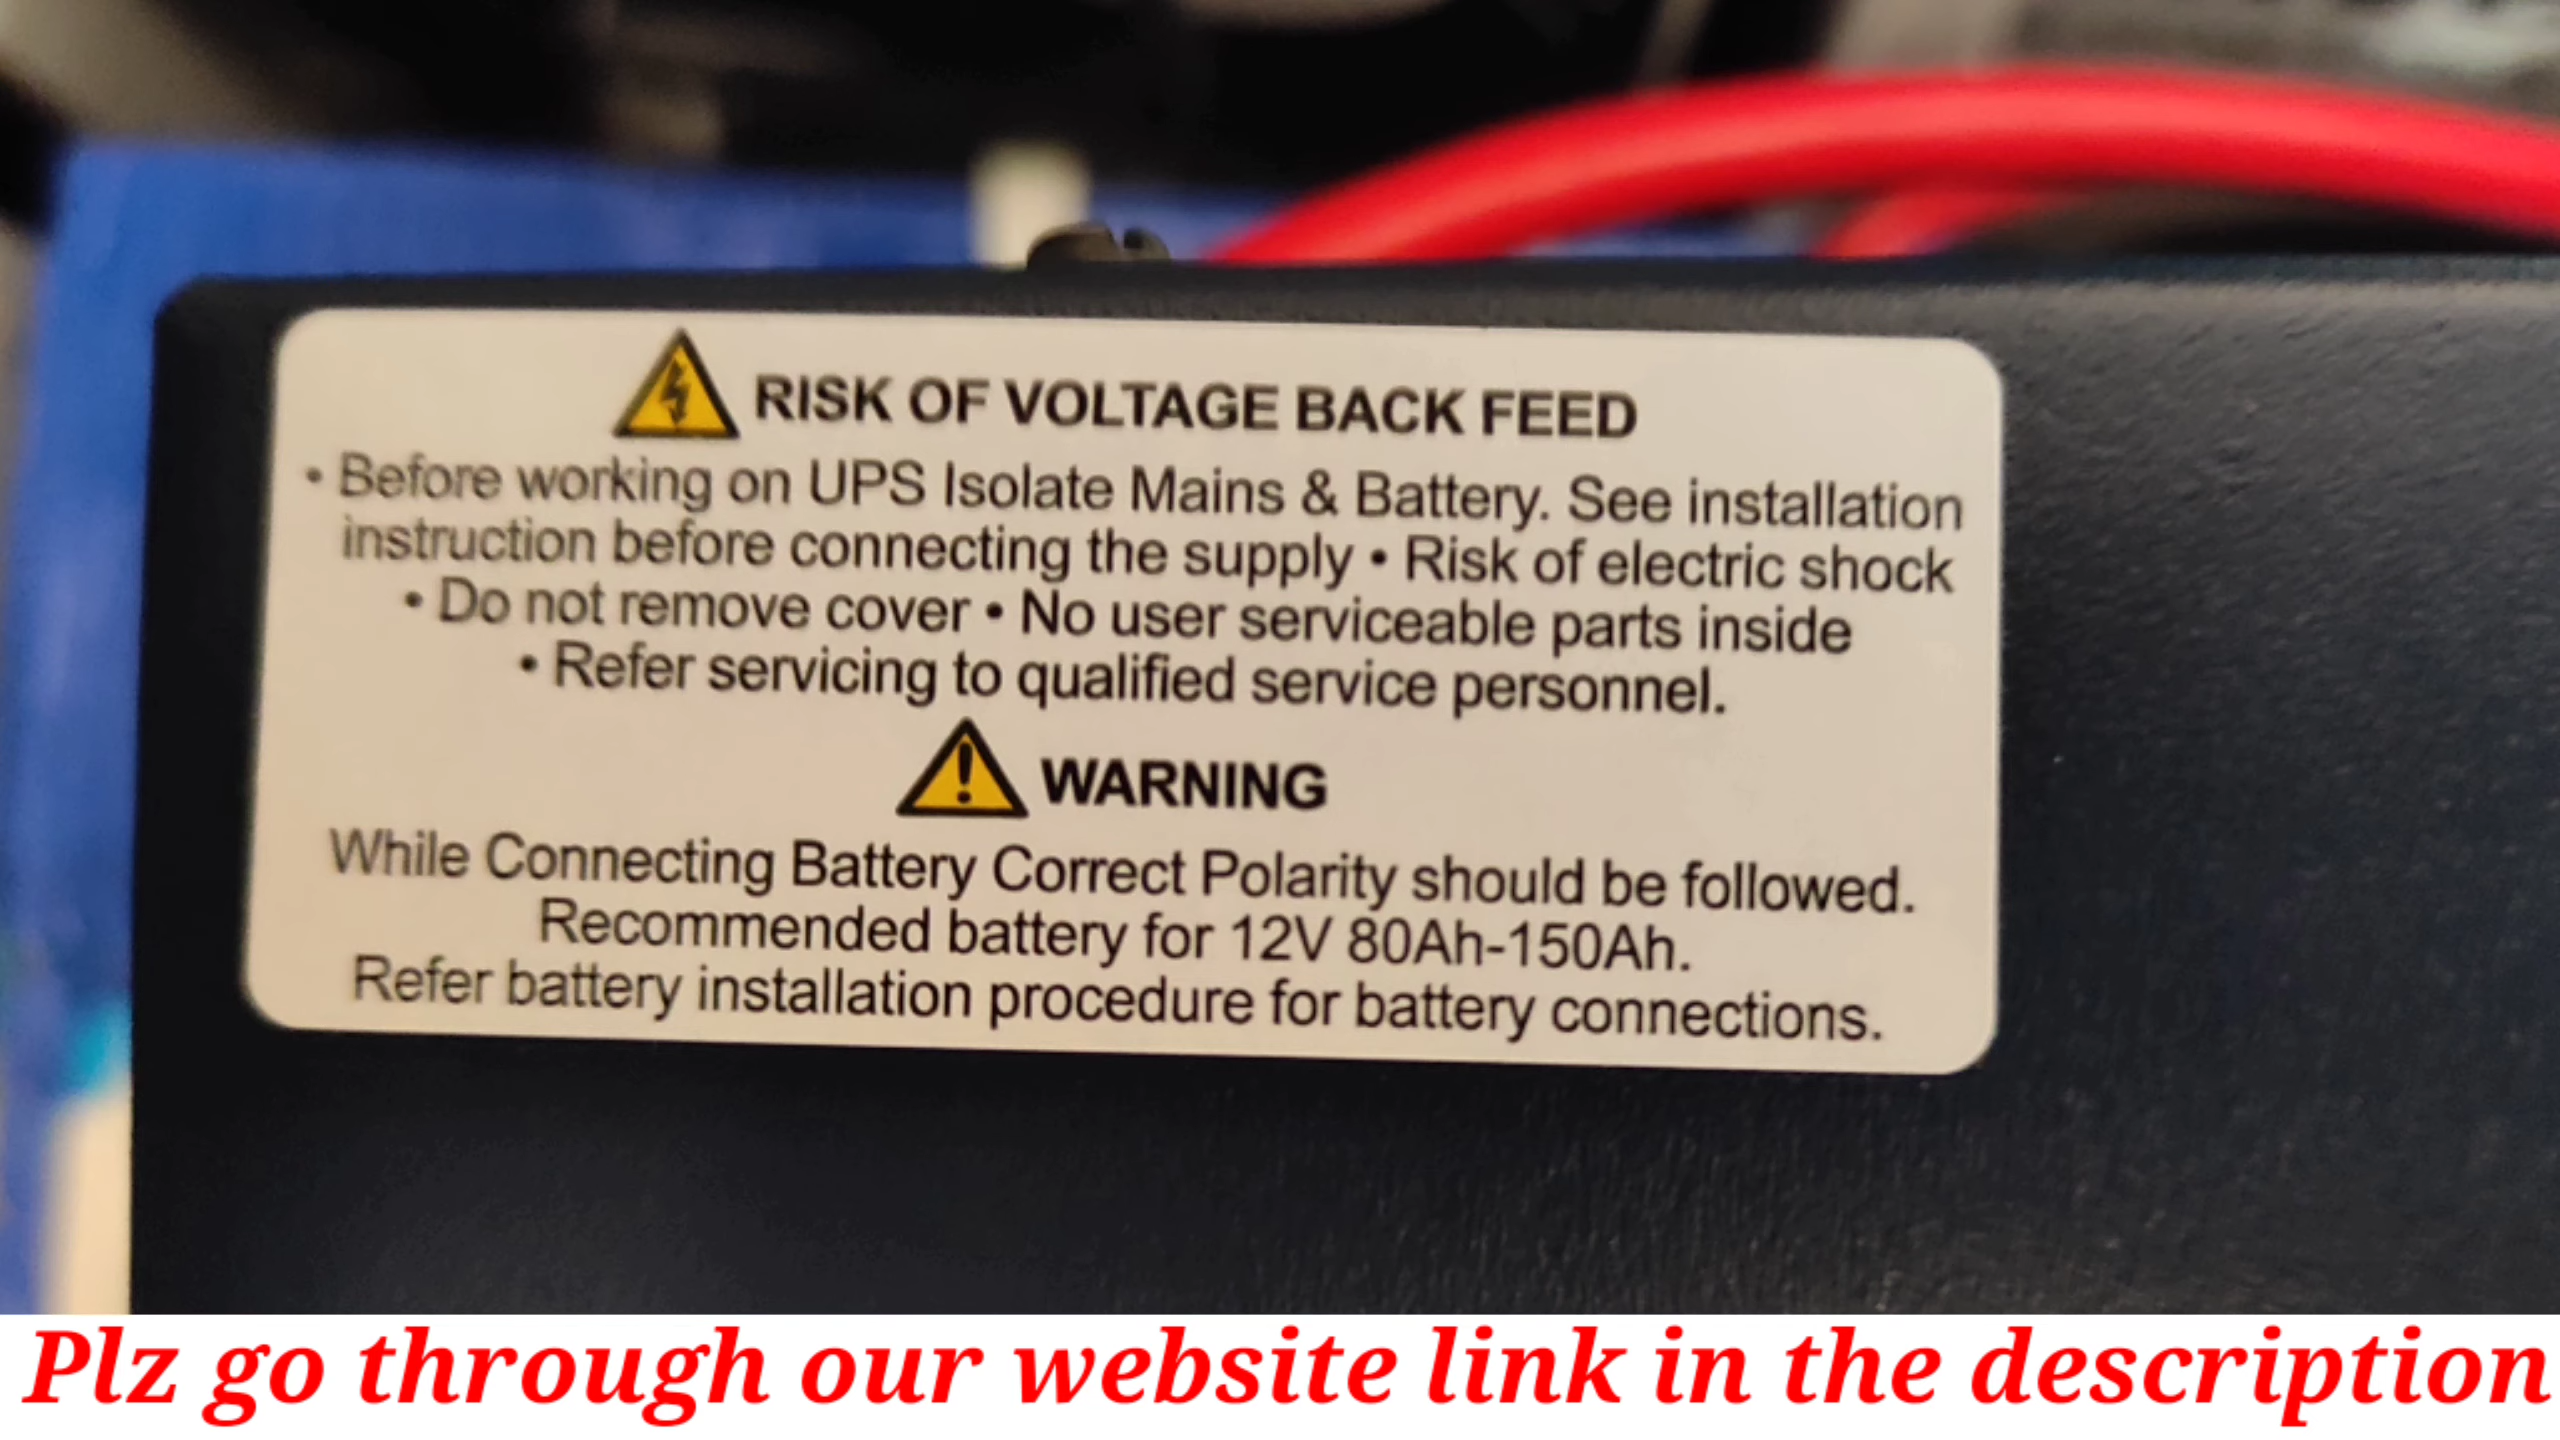 RISK OF VOLTAGE BACK FEED
• Before working on UPS Isolate Mains & Battery. See installation
instruction before connecting the supply • Risk of electric shock
• Do not remove cover • No user serviceable parts inside
• Refer servicing to qualified service personnel.
WARNING
While Connecting Battery Correct Polarity should be followed.
Recommended battery for 12V 80Ah-150Ah.
Refer battery installation procedure for battery connections.
Plz go through our website link in the description